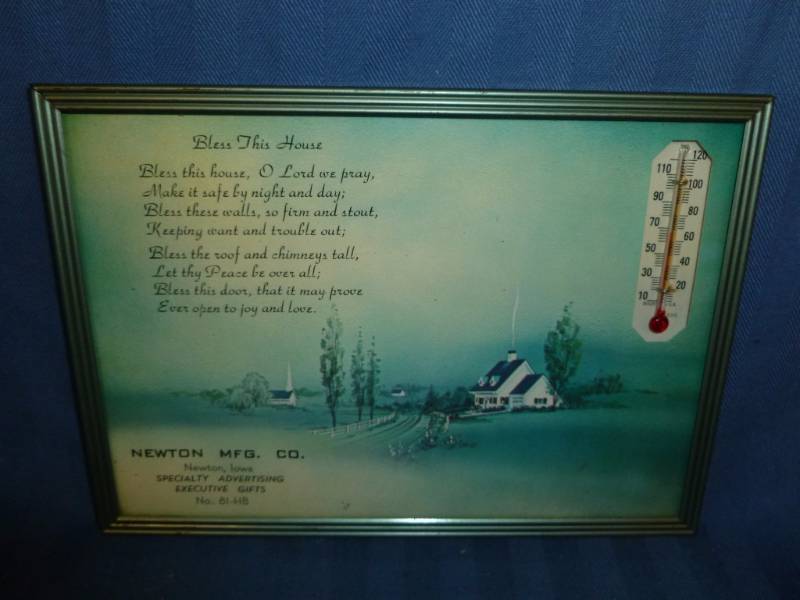 Bless This House
Bless this house, O Lord we pray,
Make it safe by night and day;
Bless these walls, so firm and stout,
Keeping want and trouble out;
Bless the roof and chimneys tall,
Let thy Peace be over all;
Bless this door, that it may prove
Ever open to joy and love.
NEWTON MFG. CO.
Newton, Iowa
SPECIALTY ADVERTISING
EXECUTIVE GIFTS
No. 81-HB
120
110
100
90
80
70
60
50
40
30
20
10